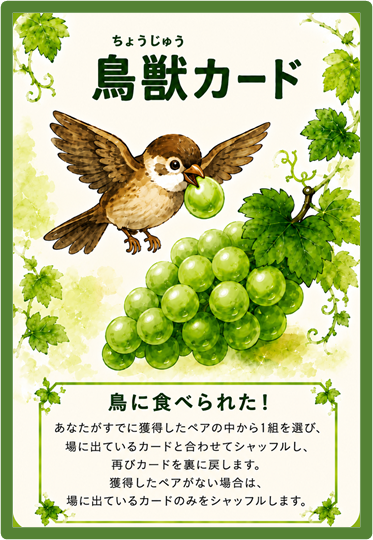 ちょうじゅう
鳥獣カード
鳥に食べられた！
あなたがすでに獲得したペアの中から1組を選び、
場に出ているカードと合わせてシャッフルし、
再びカードを裏に戻します。
獲得したペアがない場合は、
場に出ているカードのみをシャッフルします。